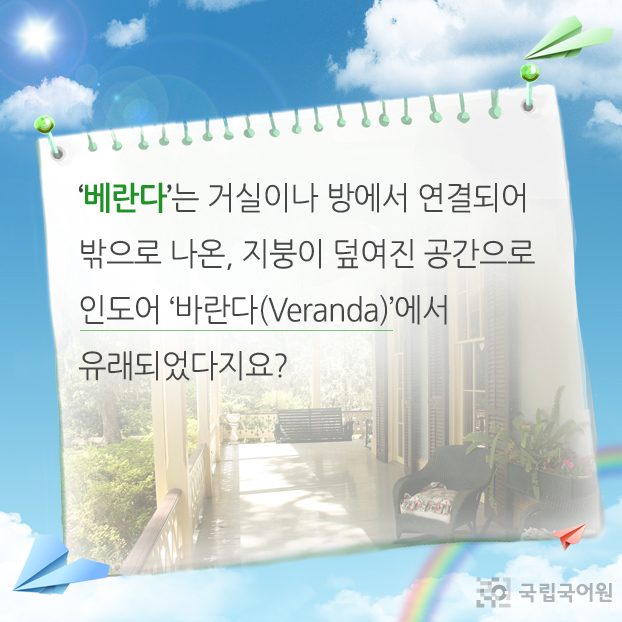 ‘베란다’는 거실이나 방에서 연결되어
밖으로 나온, 지붕이 덮여진 공간으로
인도어 ‘바란다(Veranda)’에서
유래되었다지요?
국립국어원